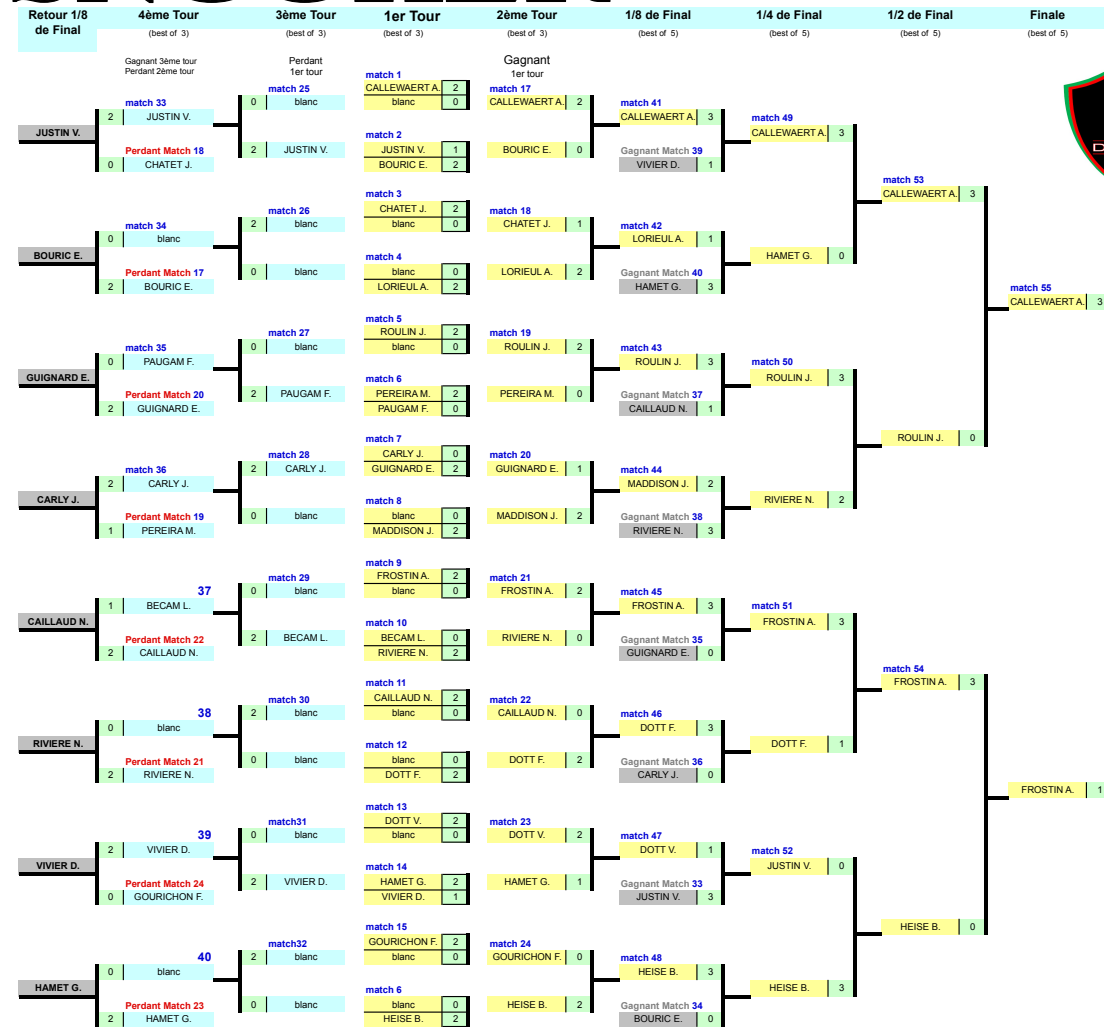 SNOOKER
Retour 1/8 de Final 4ème Tour 3ème Tour 1er Tour 2ème Tour 1/8 de Final 1/4 de Final 1/2 de Final Finale
(best of 3) (best of 3) (best of 3) (best of 3) (best of 5) (best of 5) (best of 5) (best of 5)
Gagnant 3ème tour Perdant Gagnant
Perdant 2ème tour 1er tour 1er tour
match 1
match 25 CALLEWAERT A. 2 match 17
match 33 0 blanc blanc 0 CALLEWAERT A. 2 match 41
2 JUSTIN V. CALLEWAERT A. 3 match 49
JUSTIN V. match 2 CALLEWAERT A. 3
Perdant Match 18 2 JUSTIN V. JUSTIN V. 1 BOURIC E. 0 Gagnant Match 39
0 CHATET J. BOURIC E. 2 VIVIER D. 1
match 53
match 3 CALLEWAERT A. 3
match 26 CHATET J. 2 match 18
match 34 2 blanc blanc 0 CHATET J. 1 match 42
0 blanc LORIEUL A. 1
BOURIC E. match 4 HAMET G. 0
Perdant Match 17 0 blanc blanc 0 LORIEUL A. 2 Gagnant Match 40
2 BOURIC E. LORIEUL A. 2 HAMET G. 3 match 55
CALLEWAERT A. 3
match 5
match 27 ROULIN J. 2 match 19
match 35 0 blanc blanc 0 ROULIN J. 2 match 43
0 PAUGAM F. ROULIN J. 3 match 50
GUIGNARD E. match 6 ROULIN J. 3
Perdant Match 20 2 PAUGAM F. PEREIRA M. 2 PEREIRA M. 0 Gagnant Match 37
2 GUIGNARD E. PAUGAM F. 0 CAILLAUD N. 1
match 7 ROULIN J. 0
match 28 CARLY J. 0 match 20
match 36 2 CARLY J. GUIGNARD E. 2 GUIGNARD E. 1 match 44
2 CARLY J. MADDISON J. 2
CARLY J. match 8 RIVIERE N. 2
Perdant Match 19 0 blanc blanc 0 MADDISON J. 2 Gagnant Match 38
1 PEREIRA M. MADDISON J. 2 RIVIERE N. 3
match 9
match 29 FROSTIN A. 2 match 21
37 0 blanc blanc 0 FROSTIN A. 2 match 45
1 BECAM L. FROSTIN A. 3 match 51
CAILLAUD N. match 10 FROSTIN A. 3
Perdant Match 22 2 BECAM L. BECAM L. 0 RIVIERE N. 0 Gagnant Match 35
2 CAILLAUD N. RIVIERE N. 2 GUIGNARD E. 0
match 54
match 11 FROSTIN A. 3
match 30 CAILLAUD N. 2 match 22
38 2 blanc blanc 0 CAILLAUD N. 0 match 46
0 blanc DOTT F. 3
RIVIERE N. match 12 DOTT F. 1
Perdant Match 21 0 blanc blanc 0 DOTT F. 2 Gagnant Match 36
2 RIVIERE N. DOTT F. 2 CARLY J. 0
FROSTIN A. 1
match 13
match31 DOTT V. 2 match 23
39 0 blanc blanc 0 DOTT V. 2 match 47
2 VIVIER D. DOTT V. 1 match 52
VIVIER D. match 14 JUSTIN V. 0
Perdant Match 24 2 VIVIER D. HAMET G. 2 HAMET G. 1 Gagnant Match 33
0 GOURICHON F. VIVIER D. 1 JUSTIN V. 3
match 15 HEISE B. 0
match32 GOURICHON F. 2 match 24
40 2 blanc blanc 0 GOURICHON F. 0 match 48
0 blanc HEISE B. 3
HAMET G. match 6 HEISE B. 3
Perdant Match 23 0 blanc blanc 0 HEISE B. 2 Gagnant Match 34
2 HAMET G. HEISE B. 2 BOURIC E. 0